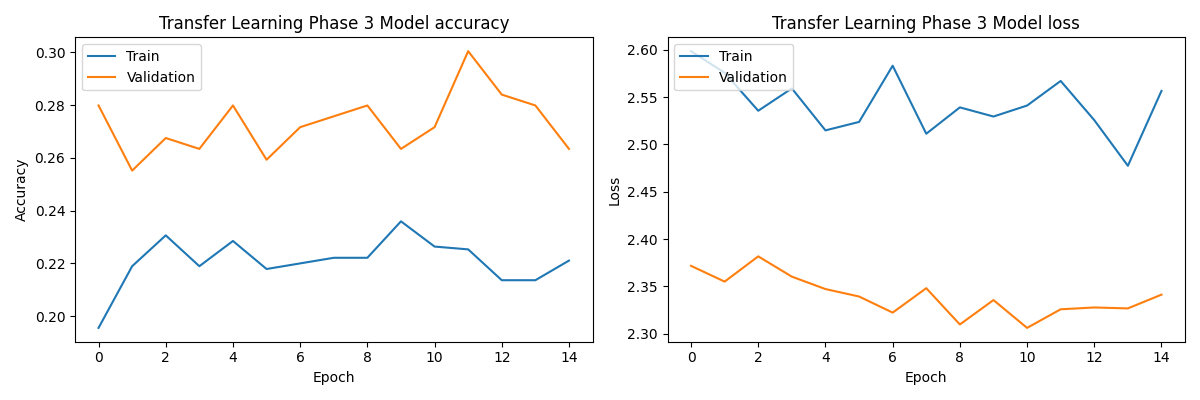 Transfer Learning Phase 3 Model accuracy
Train
Validation
0.30
0.28
0.26
0.24
0.22
0.20
Accuracy
0 2 4 6 8 10 12 14
Epoch
Transfer Learning Phase 3 Model loss
Train
Validation
2.60
2.55
2.50
2.45
2.40
2.35
2.30
Loss
0 2 4 6 8 10 12 14
Epoch